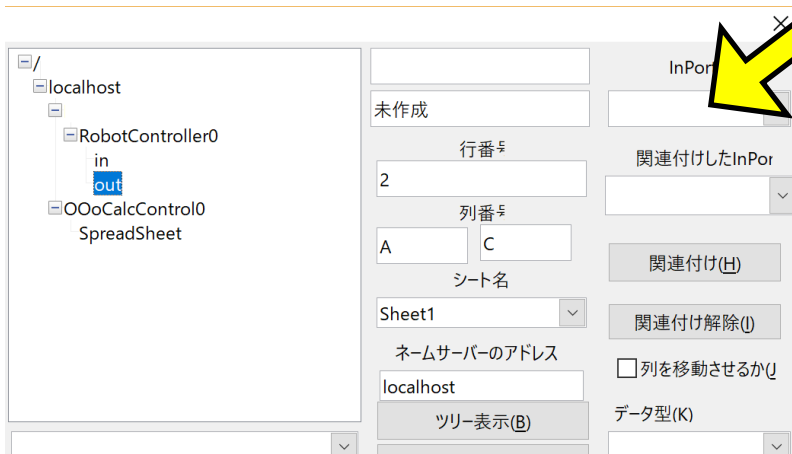 /
localhost
RobotController0
in
out
OOoCalcControl0
SpreadSheet
未作成
行番号
2
列番号
A
C
シート名
Sheet1
ネームサーバーのアドレス
localhost
ツリー表示(B)
InPor
関連付けしたInPor
関連付け(H)
関連付け解除(I)
列を移動させるか(J
データ型(K)